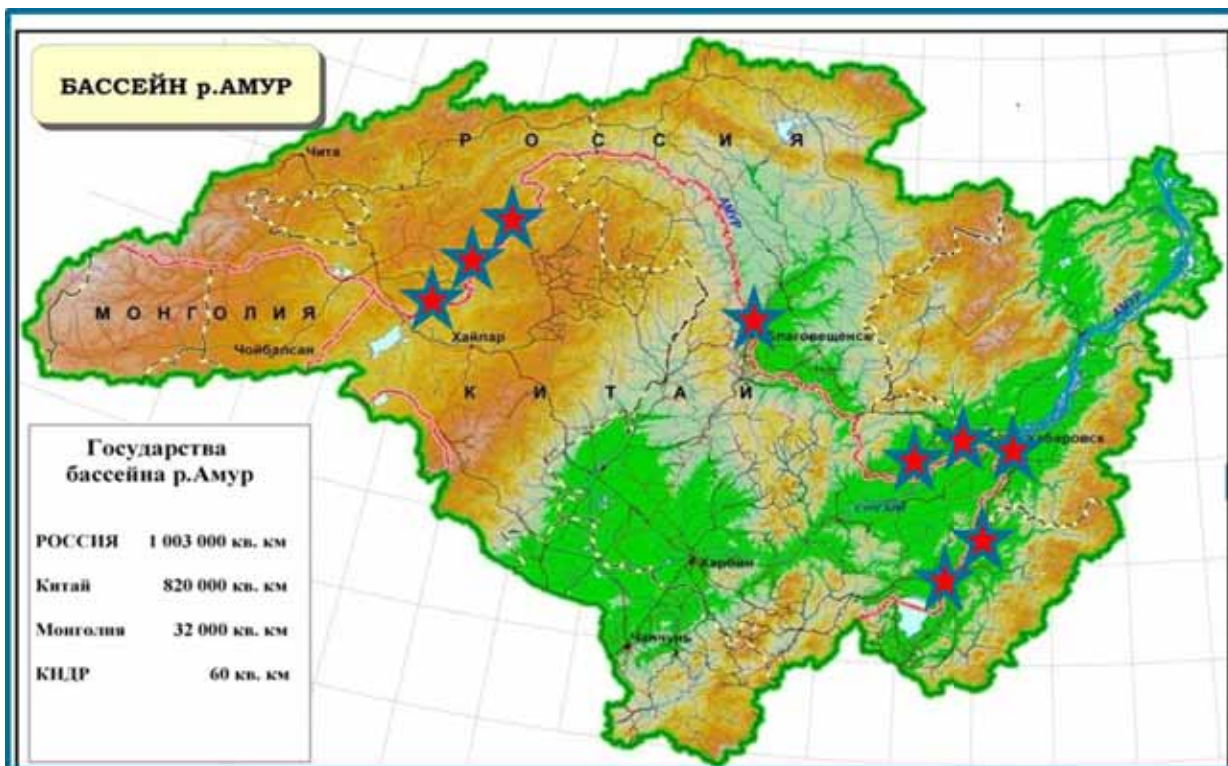 БАССЕЙН р.АМУР
Чита
Р О С С И Я
АМУР
М О Н Г О Л И Я
Чойбалсан
Хайлар
Благовещенск
К И Т А Й
АМУР
Хабаровск
СУНГАРИ
Харбин
Чанчунь
Государства
бассейна р.Амур
РОССИЯ 1 003 000 кв. км
Китай 820 000 кв. км
Монголия 32 000 кв. км
КНДР 60 кв. км